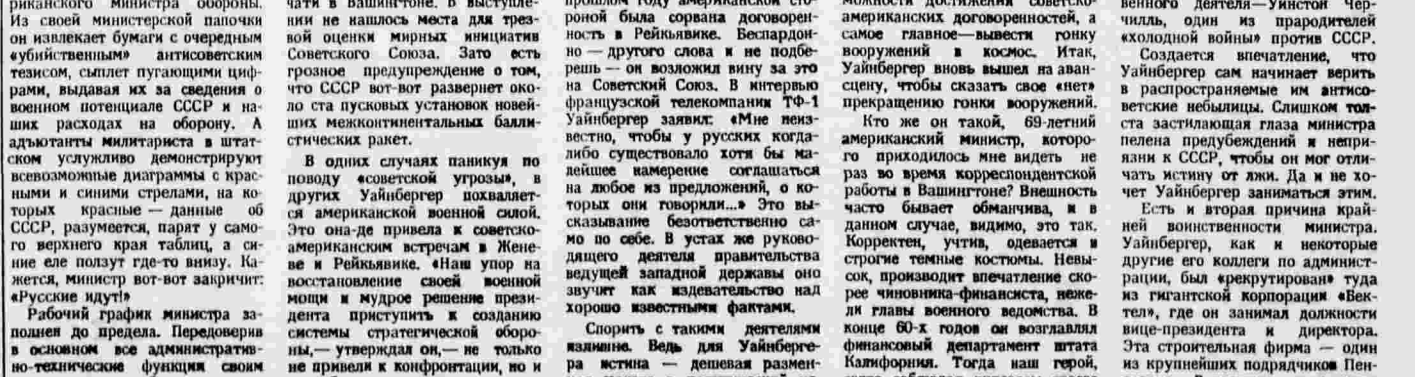 риканского министра обороны.
Из своей министерской папочки
он извлекает бумаги с очередным
«убийственным» антисоветским
тезисом, сыплет пугающими циф-
рами, выдавая их за сведения о
военном потенциале СССР и на-
ших расходах на оборону. А
адъютанты милитариста в штат-
ском услужливо демонстрируют
всевозможные диаграммы с крас-
ными и синими стрелами, на ко-
торых красные — данные об
СССР, разумеется, парят у само-
го верхнего края таблиц, а си-
ние еле ползут где-то внизу. Ка-
жется, министр вот-вот закричит:
«Русские идут!»
Рабочий график министра за-
полнен до предела. Передоверив
в основном все административ-
но-технические функции своим
чати в Вашингтоне. В выступле-
нии не нашлось места для трез-
вой оценки мирных инициатив
Советского Союза. Зато есть
грозное предупреждение о том,
что СССР вот-вот развернет око-
ло ста пусковых установок новей-
ших межконтинентальных балли-
стических ракет.
В одних случаях паникуя по
поводу «советской угрозы», в
других Уайнбергер похваляет-
ся американской военной силой.
Это она-де привела к советско-
американским встречам в Жене-
ве и Рейкьявике. «Наш упор на
восстановление своей военной
мощи и мудрое решение прези-
дента приступить к созданию
системы стратегической оборо-
ны,— утверждал он,— не только
не привели к конфронтации, но и
прошлом году американской сто-
роной была сорвана договорен-
ность в Рейкьявике. Беспардон-
но — другого слова и не подбе-
решь — он возложил вину за это
на Советский Союз. В интервью
французской телекомпании ТФ-1
Уайнбергер заявил: «Мне неиз-
вестно, чтобы у русских когда-
либо существовало хотя бы ма-
лейшее намерение соглашаться
на любое из предложений, о ко-
торых они говорили...» Это вы-
сказывание безответственно са-
мо по себе. В устах же руково-
дящего деятеля правительства
ведущей западной державы оно
звучит как издевательство над
хорошо известными фактами.
Спорить с такими деятелями
излишне. Ведь для Уайнберге-
ра истина — дешевая размен-
можности достижения советско-
американских договоренностей, а
самое главное—вывести гонку
вооружений в космос. Итак,
Уайнбергер вновь вышел на аван-
сцену, чтобы сказать свое «нет»
прекращению гонки вооружений.
Кто же он такой, 69-летний
американский министр, которо-
го приходилось мне видеть не
раз во время корреспондентской
работы в Вашингтоне? Внешность
часто бывает обманчива, и в
данном случае, видимо, это так.
Корректен, учтив, одевается в
строгие темные костюмы. Невы-
сок, производит впечатление ско-
рее чиновника-финансиста, неже-
ли главы военного ведомства. В
конце 60-х годов он возглавлял
финансовый департамент штата
Калифорния. Тогда наш герой,
венного деятеля—Уинстон Чер-
чилль, один из прародителей
«холодной войны» против СССР.
Создается впечатление, что
Уайнбергер сам начинает верить
в распространяемые им антисо-
ветские небылицы. Слишком тол-
ста застилающая глаза министра
пелена предубеждений и неприя-
язни к СССР, чтобы он мог отли-
чать истину от лжи. Да и не хо-
чет Уайнбергер заниматься этим.
Есть и вторая причина край-
ней воинственности министра.
Уайнбергер, как и некоторые
другие его коллеги по админист-
рации, был «рекрутирован» туда
из гигантской корпорации «Бек-
тел», где он занимал должности
вице-президента и директора.
Эта строительная фирма — один
из крупнейших подрядчиков Пен-